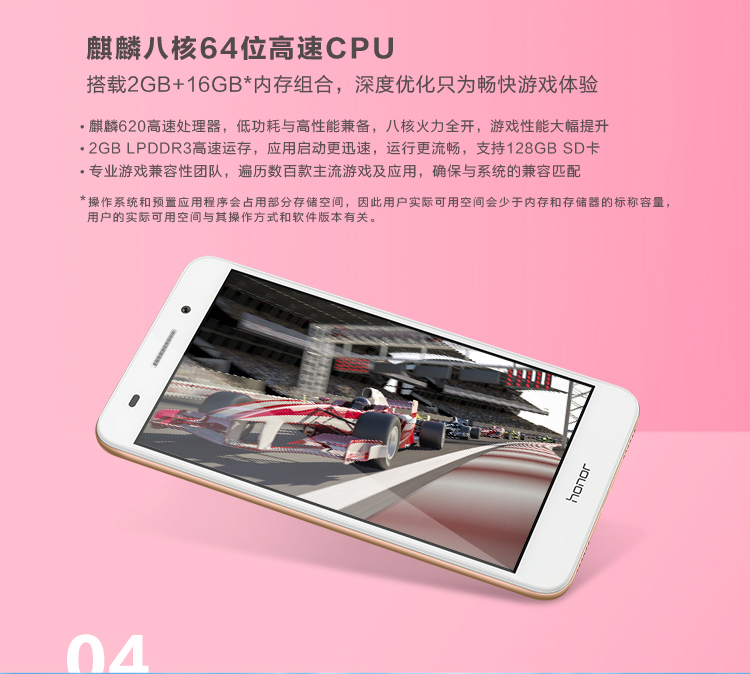 麒麟八核64位高速CPU
搭载2GB+16GB*内存组合，深度优化只为畅快游戏体验
• 麒麟620高速处理器，低功耗与高性能兼备，八核火力全开，游戏性能大幅提升
• 2GB LPDDR3高速运存，应用启动更迅速，运行更流畅，支持128GB SD卡
• 专业游戏兼容性团队，遍历数百款主流游戏及应用，确保与系统的兼容匹配
*操作系统和预置应用程序会占用部分存储空间，因此用户实际可用空间会少于内存和存储器的标称容量，
用户的实际可用空间与其操作方式和软件版本有关。
honor
04